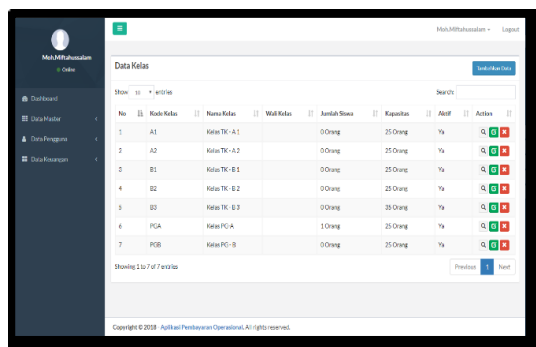 Moh.Miftahussalam
Logout
Moh.Miftahussalam
Online
Dashboard
Data Master
Data Pengguna
Data Keuangan
Data Kelas
Tambahkan Data
Show 10 entries
Search:
No Kode Kelas Nama Kelas Wali Kelas Jumlah Siswa Kapasitas Aktif Action
1 A1 Kelas TK - A 1 0 Orang 25 Orang Ya
2 A2 Kelas TK - A 2 0 Orang 25 Orang Ya
3 B1 Kelas TK - B 1 0 Orang 25 Orang Ya
4 B2 Kelas TK - B 2 0 Orang 25 Orang Ya
5 B3 Kelas TK - B 3 0 Orang 35 Orang Ya
6 PGA Kelas PG-A 1 Orang 25 Orang Ya
7 PGB Kelas PG - B 0 Orang 25 Orang Ya
Showing 1 to 7 of 7 entries
Previous 1 Next
Copyright © 2018 - Aplikasi Pembayaran Operasional. All rights reserved.